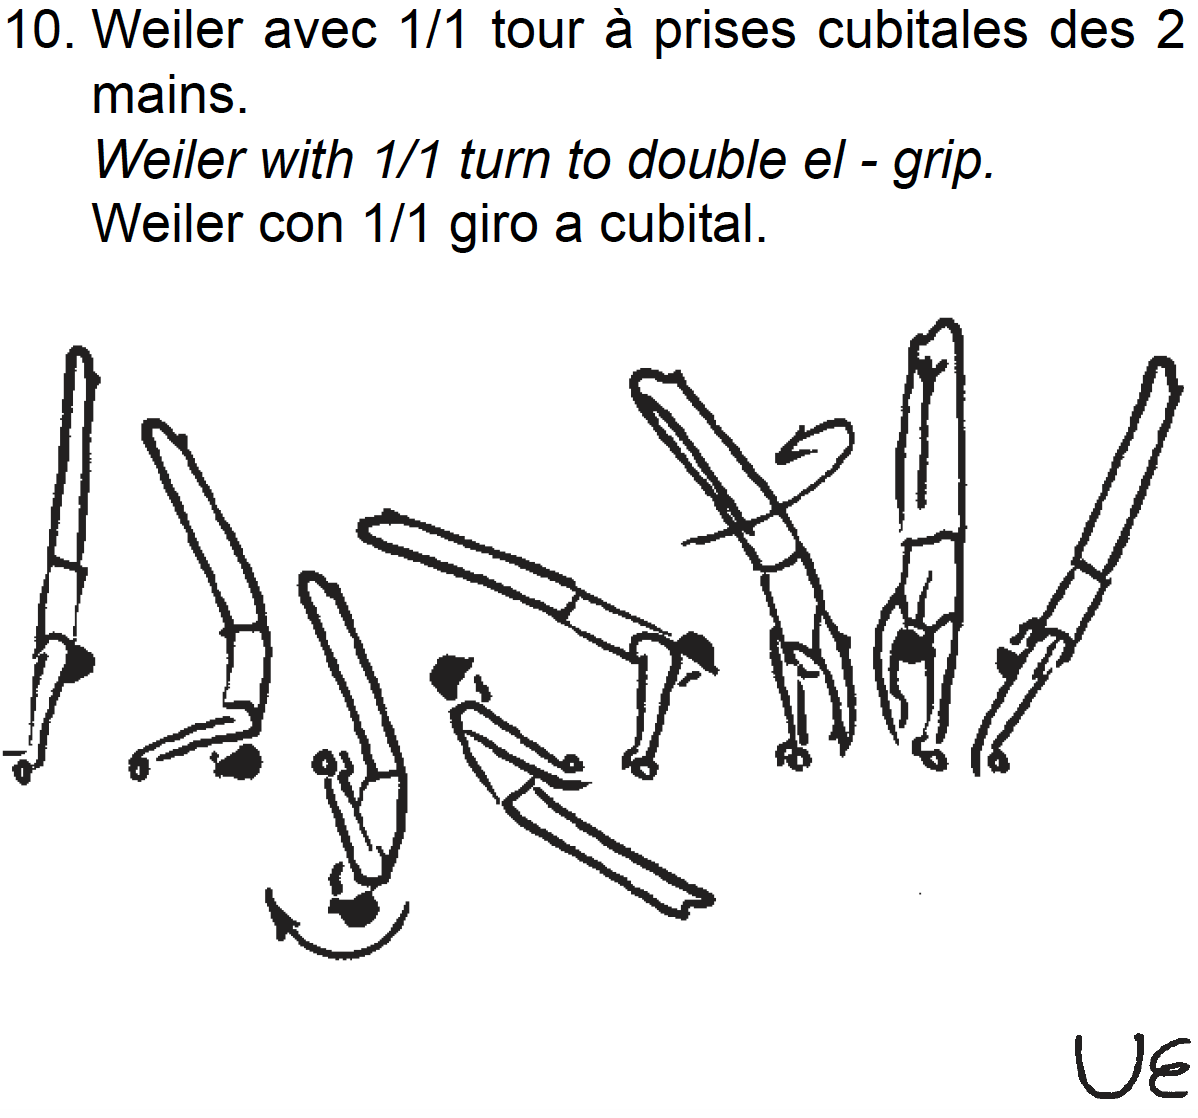 10. Weiler avec 1/1 tour à prises cubitales des 2
mains.
Weiler with 1/1 turn to double el - grip.
Weiler con 1/1 giro a cubital.
UE